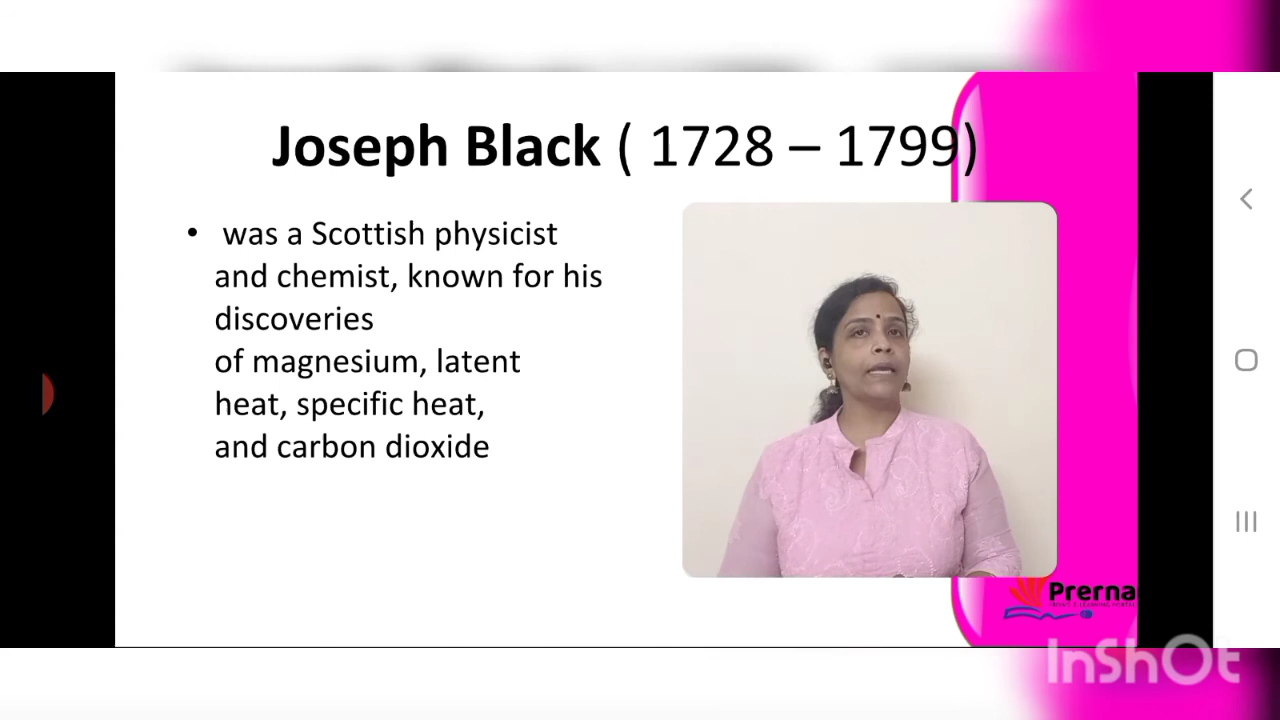 Joseph Black ( 1728 – 1799)
• was a Scottish physicist
and chemist, known for his
discoveries
of magnesium, latent
heat, specific heat,
and carbon dioxide
Prerna
InShOt